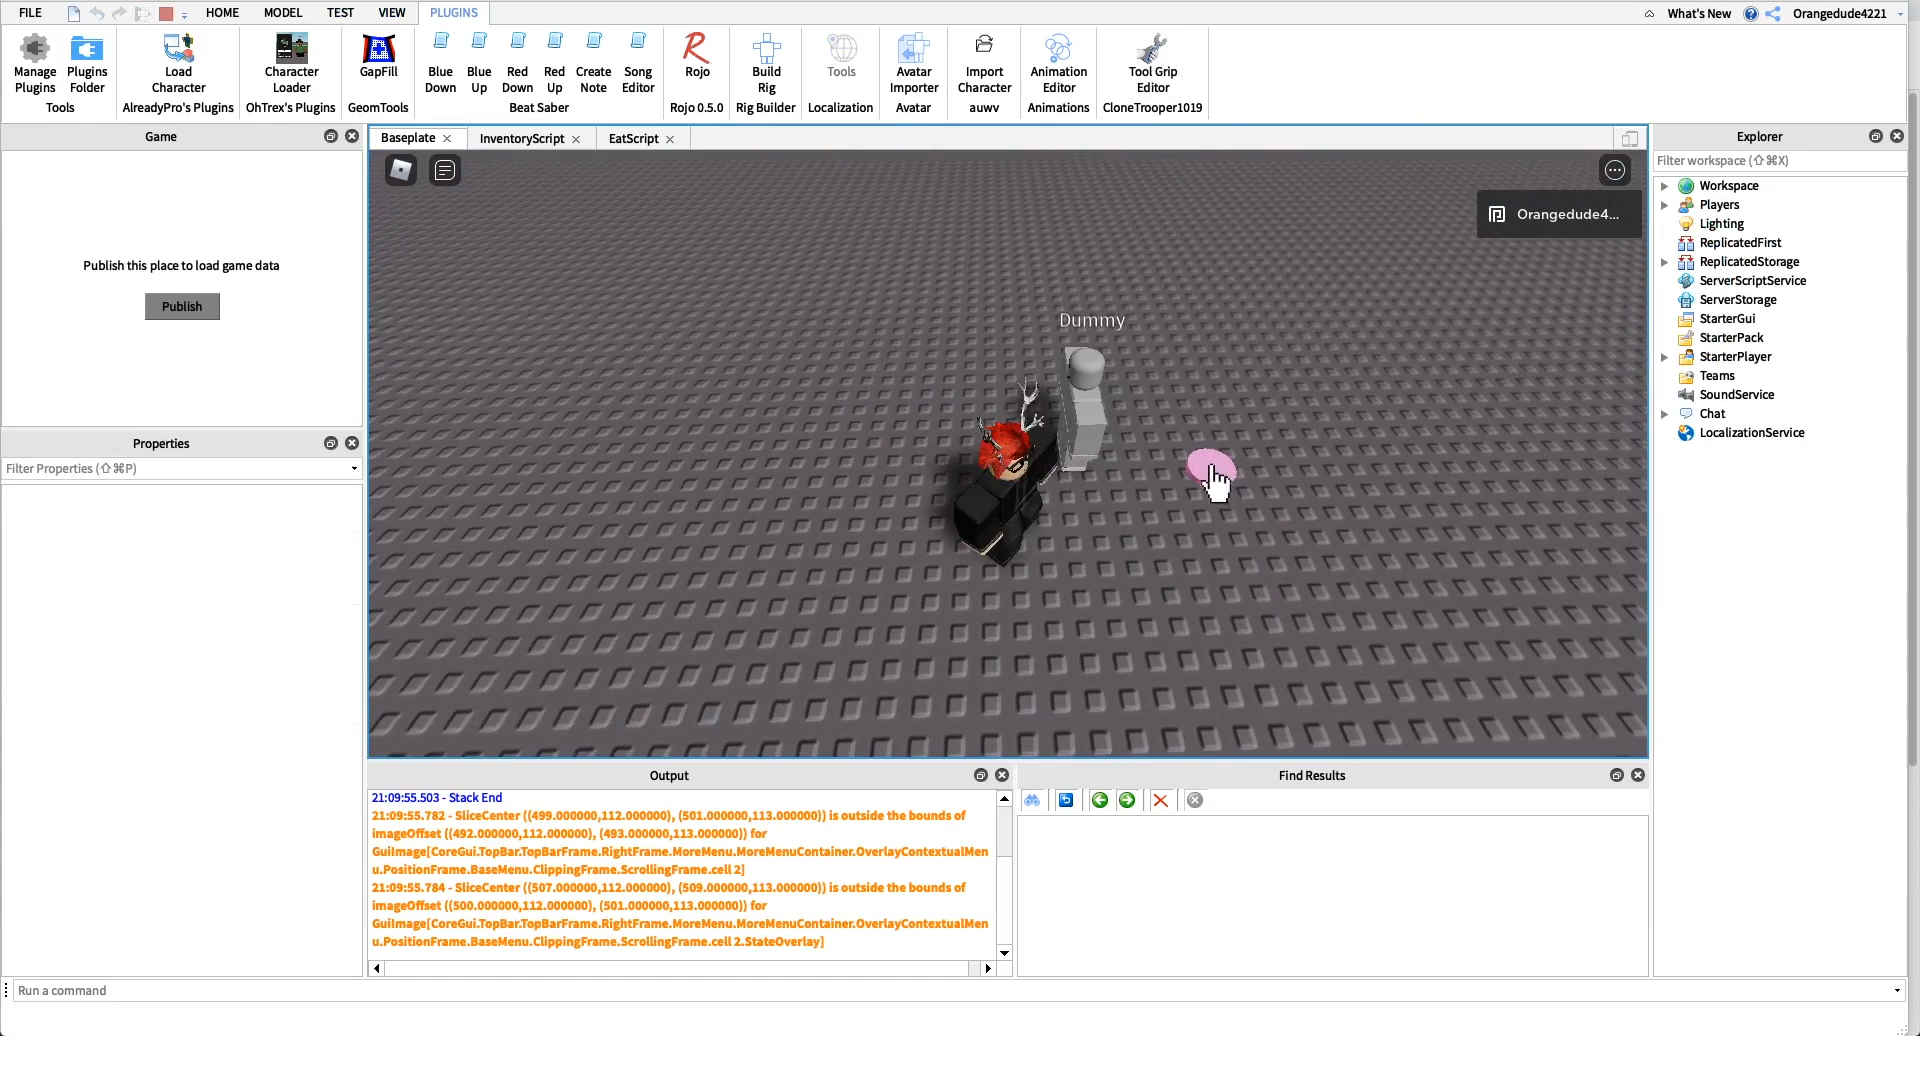 FILE HOME MODEL TEST VIEW PLUGINS What's New Orangedude4221
Manage Plugins
Plugins Folder
Tools
Load Character
AlreadyPro's Plugins
Character Loader
OhTrex's Plugins
GapFill
GeomTools
Blue Down
Blue Up
Red Down
Red Up
Create Note
Song Editor
Beat Saber
Rojo
Rojo 0.5.0
Build Rig
Rig Builder
Tools
Localization
Avatar Importer
Avatar
Import Character
auwv
Animation Editor
Animations
Tool Grip Editor
CloneTrooper1019
Game
Publish this place to load game data
Publish
Properties
Filter Properties (⇧⌘P)
Baseplate InventoryScript EatScript
Orangedude4...
Dummy
Output
21:09:55.503 - Stack End
21:09:55.782 - SliceCenter ((499.000000,112.000000), (501.000000,113.000000)) is outside the bounds of
imageOffset ((492.000000,112.000000), (493.000000,113.000000)) for
GuiImage[CoreGui.TopBar.TopBarFrame.RightFrame.MoreMenu.MoreMenuContainer.OverlayContextualMen
u.PositionFrame.BaseMenu.ClippingFrame.ScrollingFrame.cell 2]
21:09:55.784 - SliceCenter ((507.000000,112.000000), (509.000000,113.000000)) is outside the bounds of
imageOffset ((500.000000,112.000000), (501.000000,113.000000)) for
GuiImage[CoreGui.TopBar.TopBarFrame.RightFrame.MoreMenu.MoreMenuContainer.OverlayContextualMen
u.PositionFrame.BaseMenu.ClippingFrame.ScrollingFrame.cell 2.StateOverlay]
Find Results
Explorer
Filter workspace (⇧⌘X)
Workspace
Players
Lighting
ReplicatedFirst
ReplicatedStorage
ServerScriptService
ServerStorage
StarterGui
StarterPack
StarterPlayer
Teams
SoundService
Chat
LocalizationService
Run a command